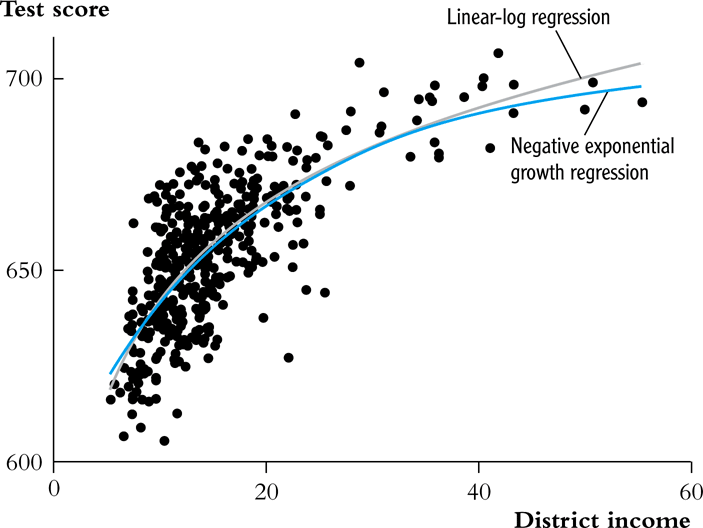 Test score
Linear-log regression
700
Negative exponential
growth regression
650
600
0
20
40
60
District income